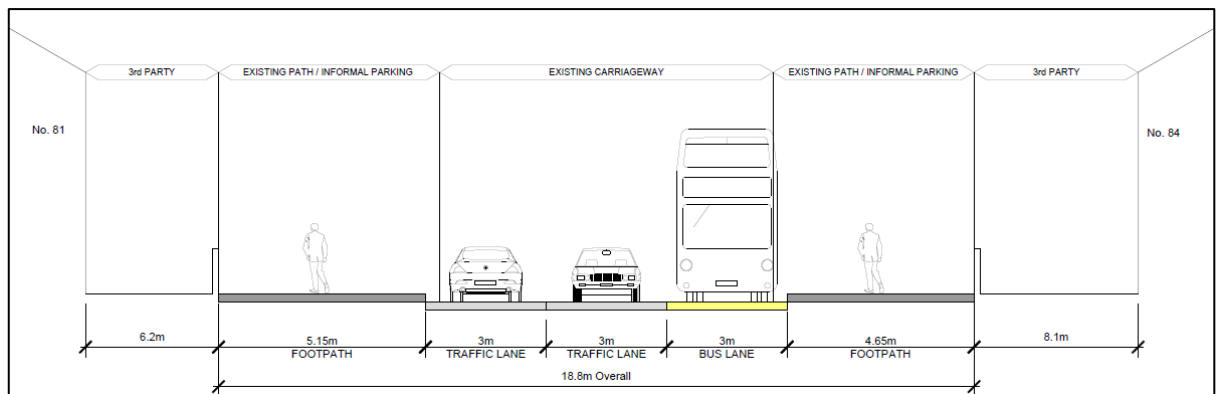 3rd PARTY
EXISTING PATH / INFORMAL PARKING
EXISTING CARRIAGEWAY
EXISTING PATH / INFORMAL PARKING
3rd PARTY
No. 81
No. 84
6.2m
5.15m
FOOTPATH
3m
TRAFFIC LANE
3m
TRAFFIC LANE
3m
BUS LANE
4.65m
FOOTPATH
8.1m
18.8m Overall